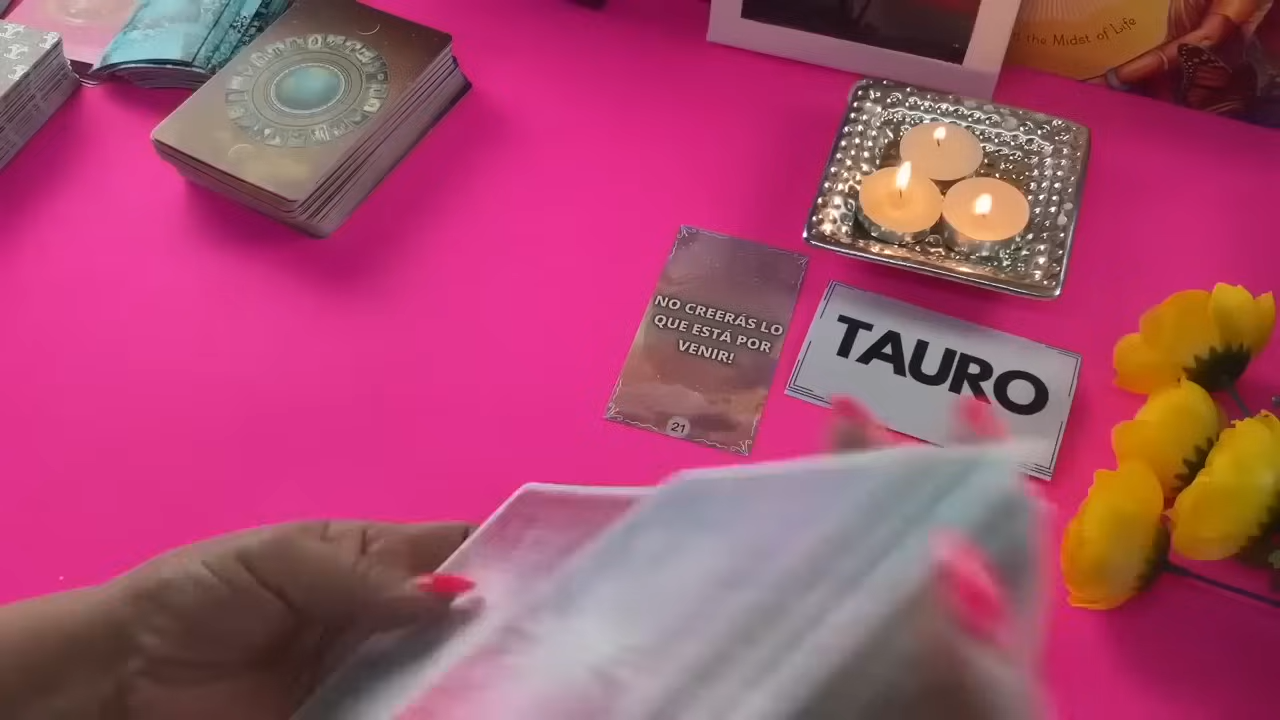 the Midst of Life
NO CREERÁS LO
QUE ESTÁ POR
VENIR!
21
TAURO